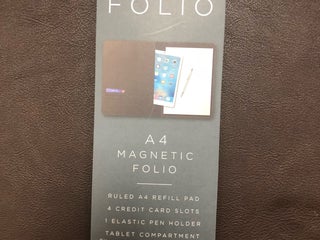 FOLIO
A4
MAGNETIC
FOLIO
RULED A4 REFILL PAD
4 CREDIT CARD SLOTS
1 ELASTIC PEN HOLDER
TABLET COMPARTMENT